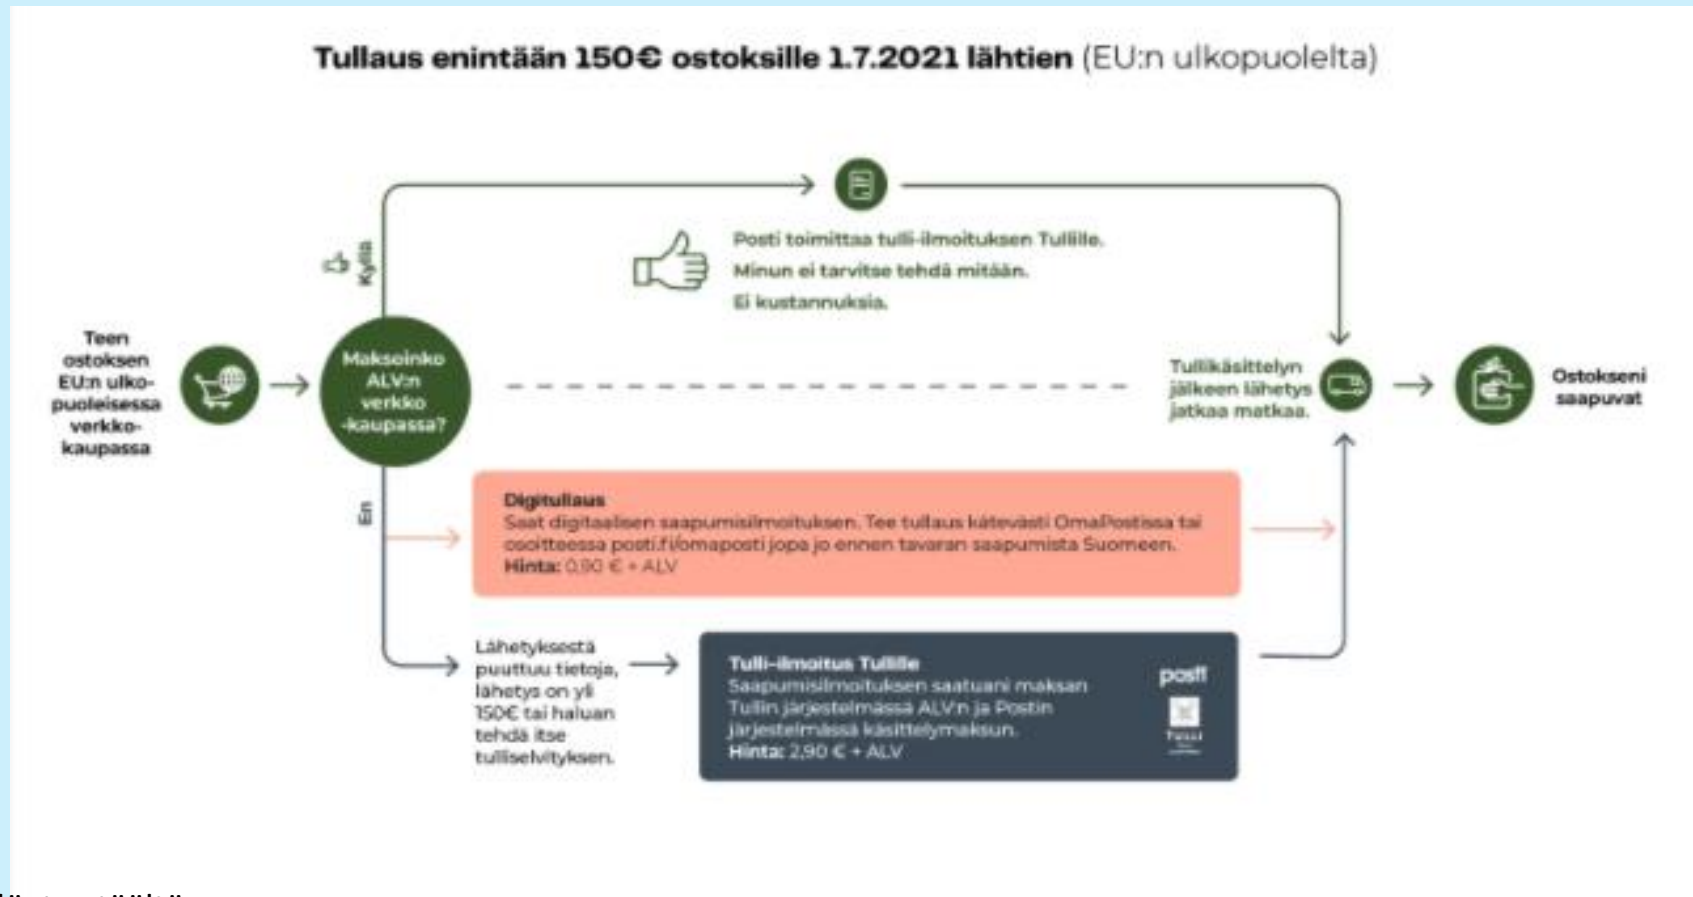 Tullaus enintään 150€ ostoksille 1.7.2021 lähtien (EU:n ulkopuolelta)
Kyllä
Posti toimittaa tulli-ilmoituksen Tullille.
Minun ei tarvitse tehdä mitään.
Ei kustannuksia.
Teen
ostoksen
EU:n ulko-
puoleisessa
verkko-
kaupassa
Maksoinko
ALV:n
verkko
-kaupassa?
Tullikäsittelyn
jälkeen lähetys
jatkaa matkaa.
Ostokseni
saapuvat
En
Digitullaus
Saat digitaalisen saapumisilmoituksen. Tee tullaus kätevästi OmaPostissa tai
osoitteessa posti.fi/omaposti jopa jo ennen tavaran saapumista Suomeen.
Hinta: 0,90 € + ALV
Lähetyksestä
puuttuu tietoja,
lähetys on yli
150€ tai haluan
tehdä itse
tulliselvityksen.
Tulli-ilmoitus Tullille
Saapumisilmoituksen saatuani maksan
Tullin järjestelmässä ALV:n ja Postin
järjestelmässä käsittelymaksun.
Hinta: 2,90 € + ALV
posti
TULLI